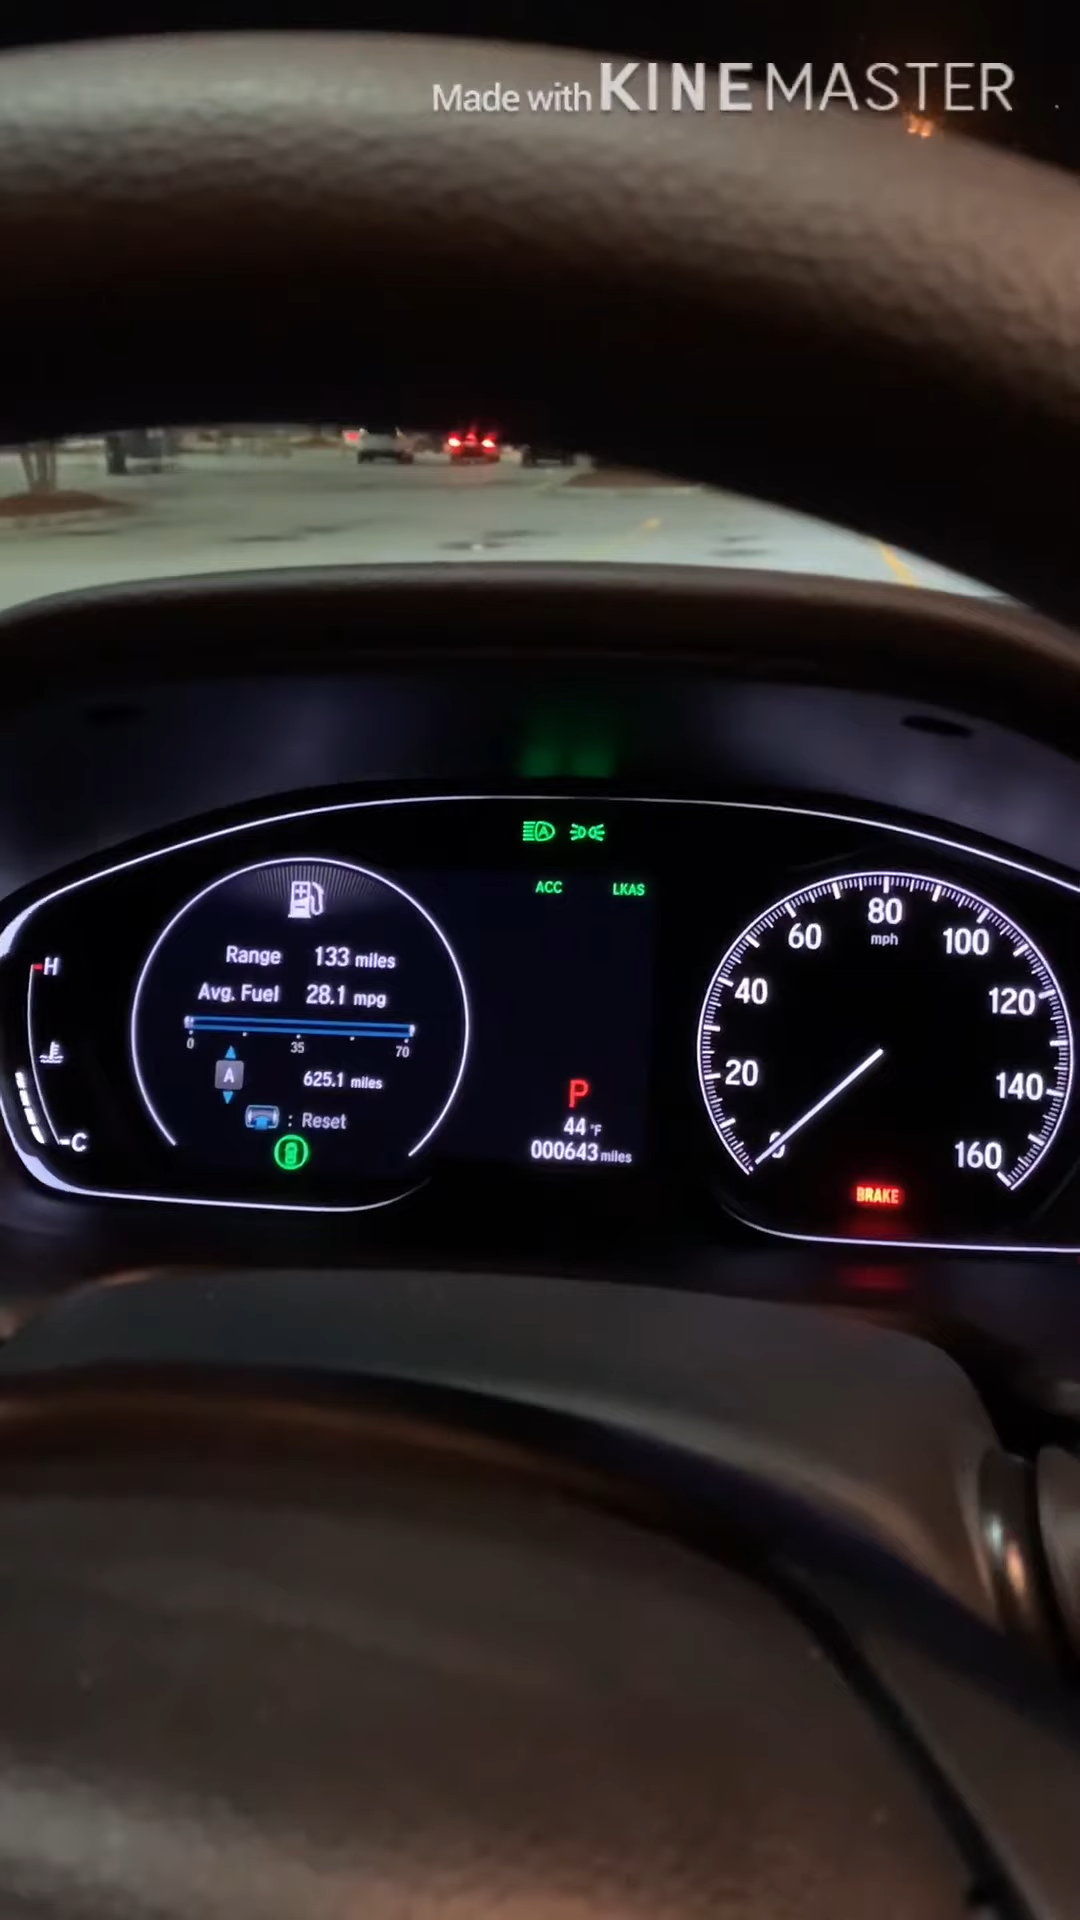 Made with KINEMASTER
A
ACC LKAS
Range 133 miles
Avg. Fuel 28.1 mpg
0 35 70
A 625.1 miles
: Reset
H
C
P
44 °F
000643 miles
0 20 40 60 80 100 120 140 160
mph
BRAKE